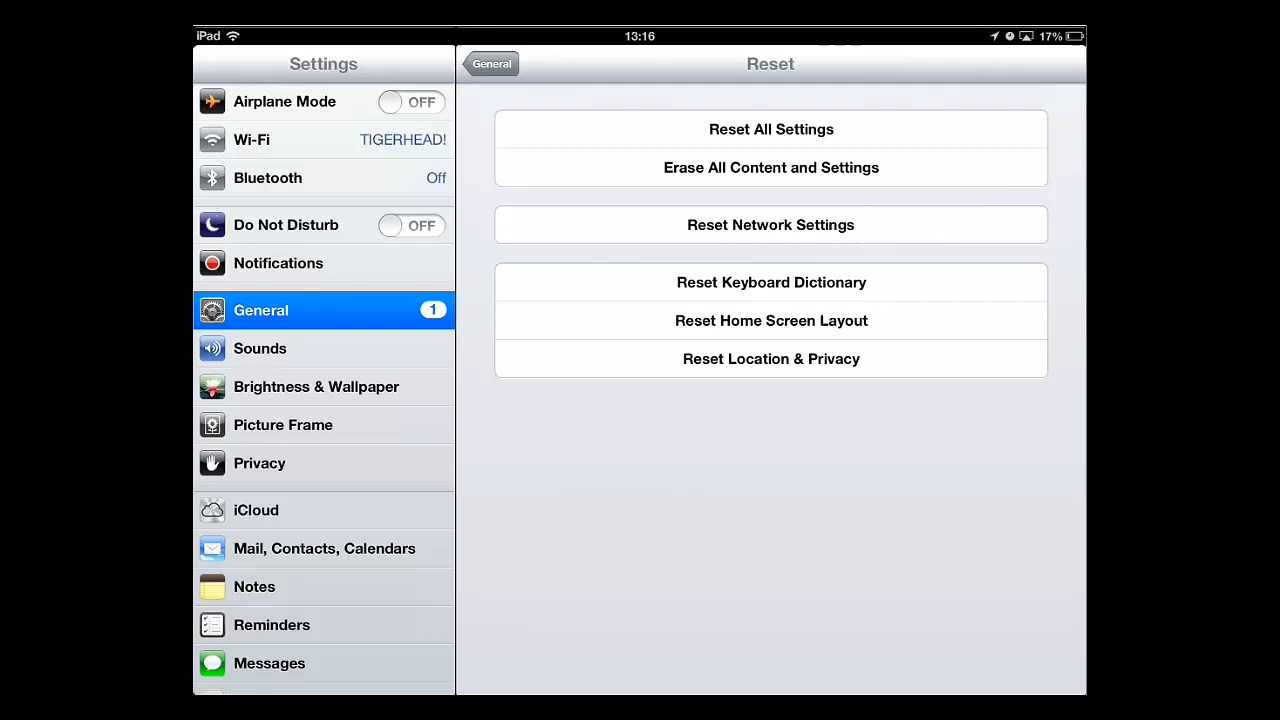 iPad 13:16 17%
Settings
Airplane Mode OFF
Wi-Fi TIGERHEAD!
Bluetooth Off
Do Not Disturb OFF
Notifications
General 1
Sounds
Brightness & Wallpaper
Picture Frame
Privacy
iCloud
Mail, Contacts, Calendars
Notes
Reminders
Messages
General Reset
Reset All Settings
Erase All Content and Settings
Reset Network Settings
Reset Keyboard Dictionary
Reset Home Screen Layout
Reset Location & Privacy